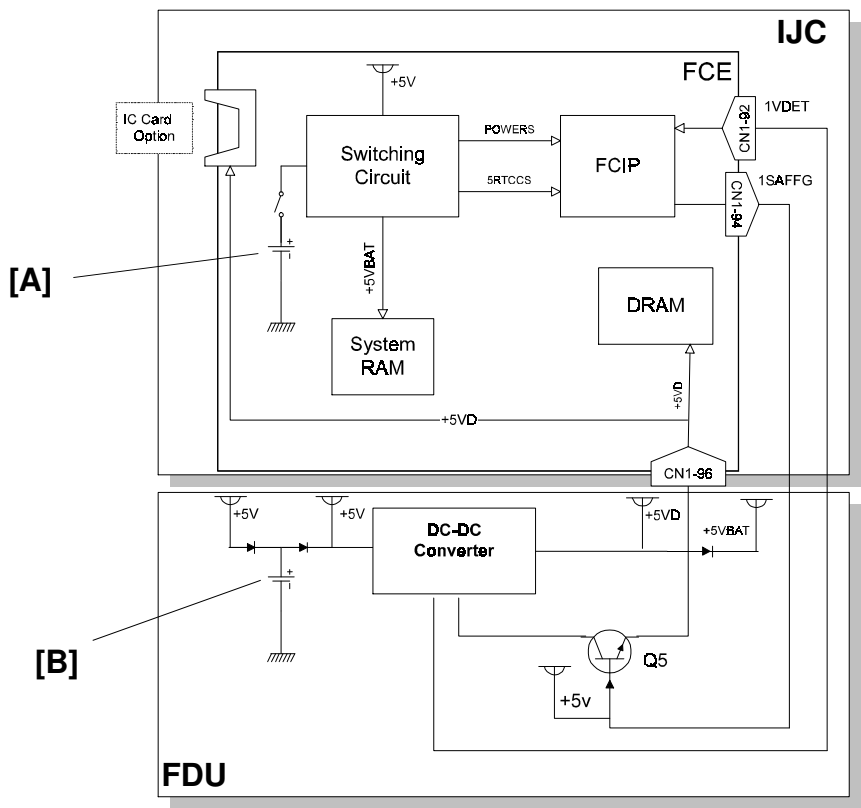 IJC
FCE
+5V
IC Card
Option
1VDET
CN1-92
POWERS
Switching
Circuit
FCIP
5RTCCS
1SAFFG
CN1-94
+
-
[A]
+5VBAT
DRAM
System
RAM
+5VD
+5VD
CN1-96
+5V
+5V
DC-DC
Converter
+5VD
+5VBAT
+
-
[B]
Q5
+5v
FDU